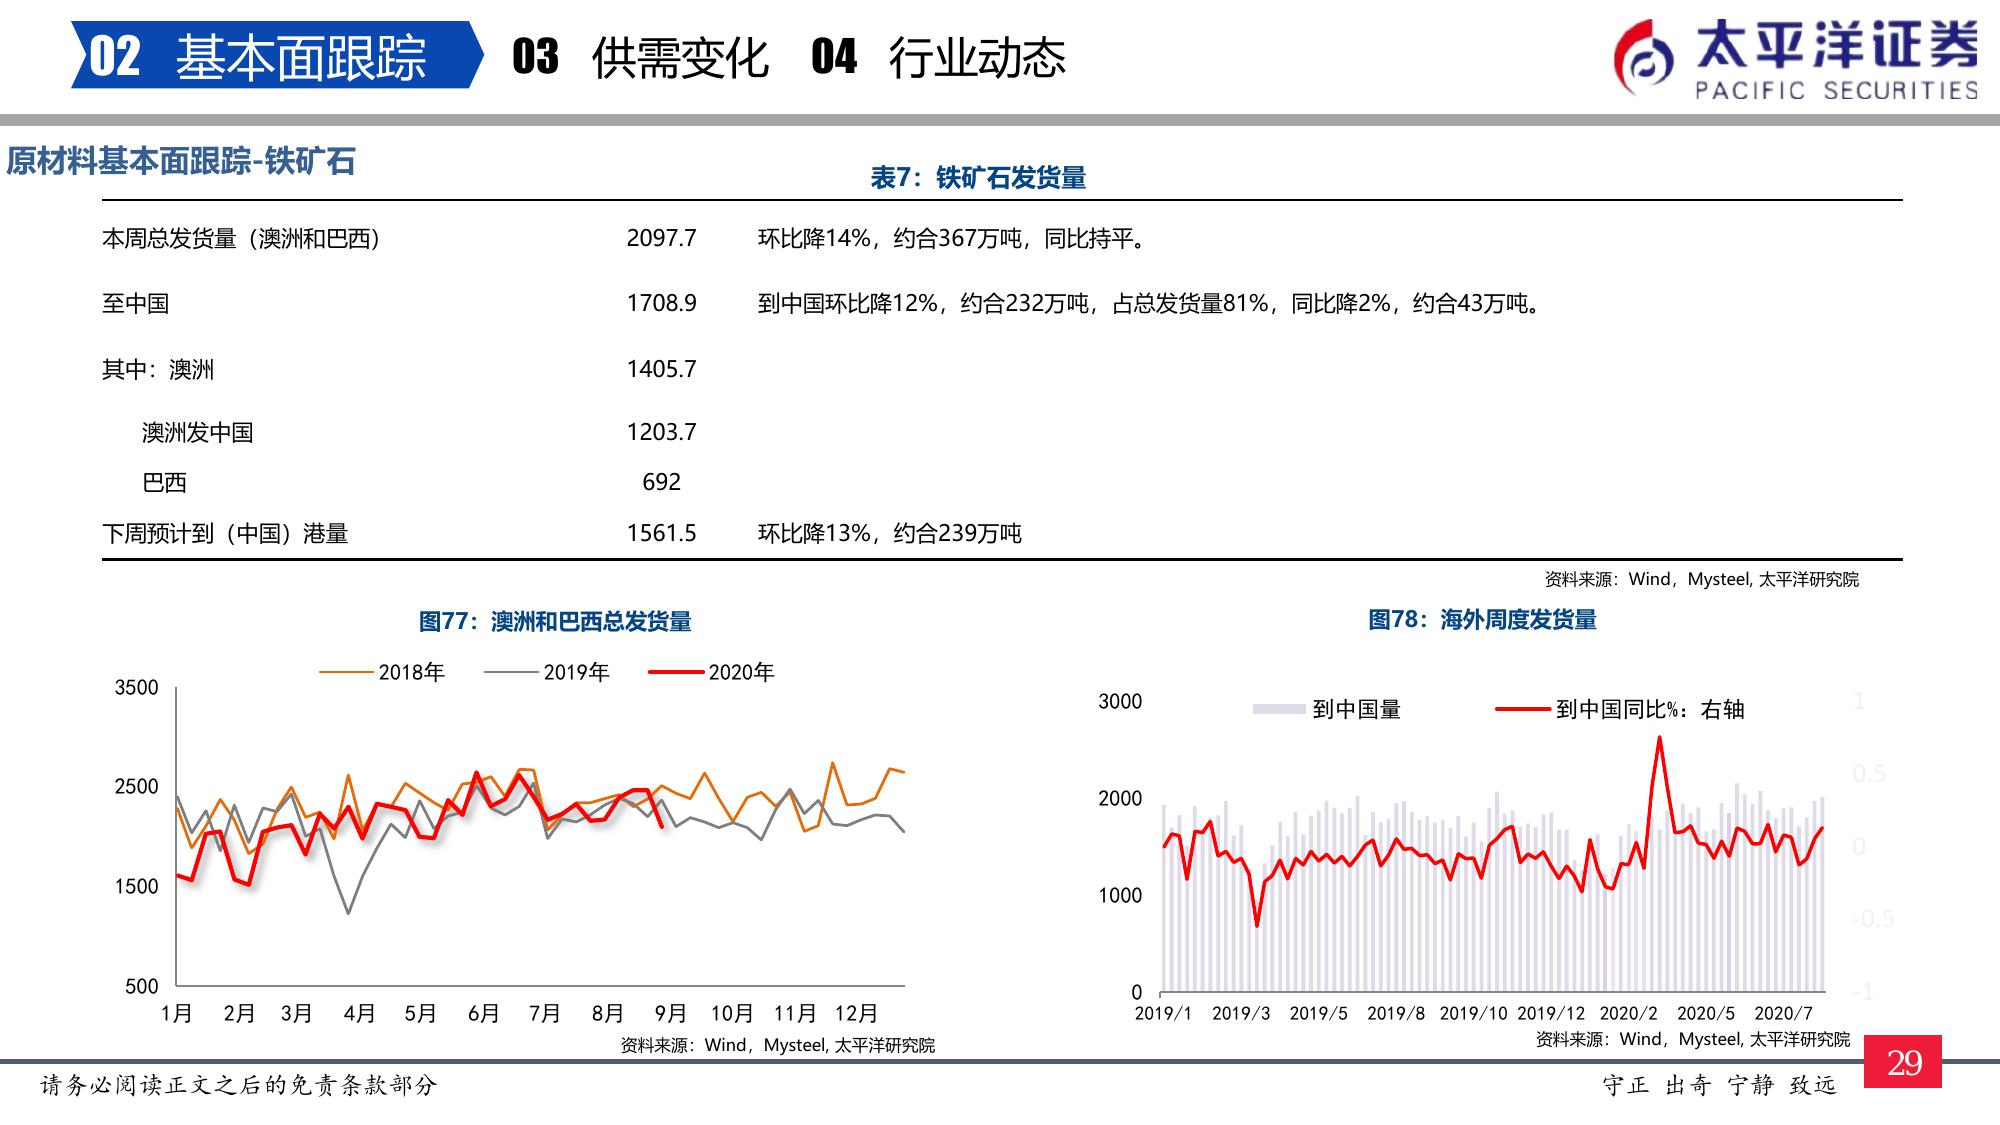 02 基本面跟踪 03 供需变化 04 行业动态
太平洋证券
PACIFIC SECURITIES
原材料基本面跟踪-铁矿石
表7：铁矿石发货量
本周总发货量（澳洲和巴西） 2097.7 环比降14%，约合367万吨，同比持平。
至中国 1708.9 到中国环比降12%，约合232万吨，占总发货量81%，同比降2%，约合43万吨。
其中：澳洲 1405.7
澳洲发中国 1203.7
巴西 692
下周预计到（中国）港量 1561.5 环比降13%，约合239万吨
资料来源：Wind，Mysteel, 太平洋研究院
图77：澳洲和巴西总发货量
2018年 2019年 2020年
3500
2500
1500
500
1月 2月 3月 4月 5月 6月 7月 8月 9月 10月 11月 12月
资料来源：Wind，Mysteel, 太平洋研究院
图78：海外周度发货量
到中国量 到中国同比%：右轴
3000
2000
1000
0
1
0.5
0
-0.5
-1
2019/1 2019/3 2019/5 2019/8 2019/10 2019/12 2020/2 2020/5 2020/7
资料来源：Wind，Mysteel, 太平洋研究院
请务必阅读正文之后的免责条款部分
守正 出奇 宁静 致远
29